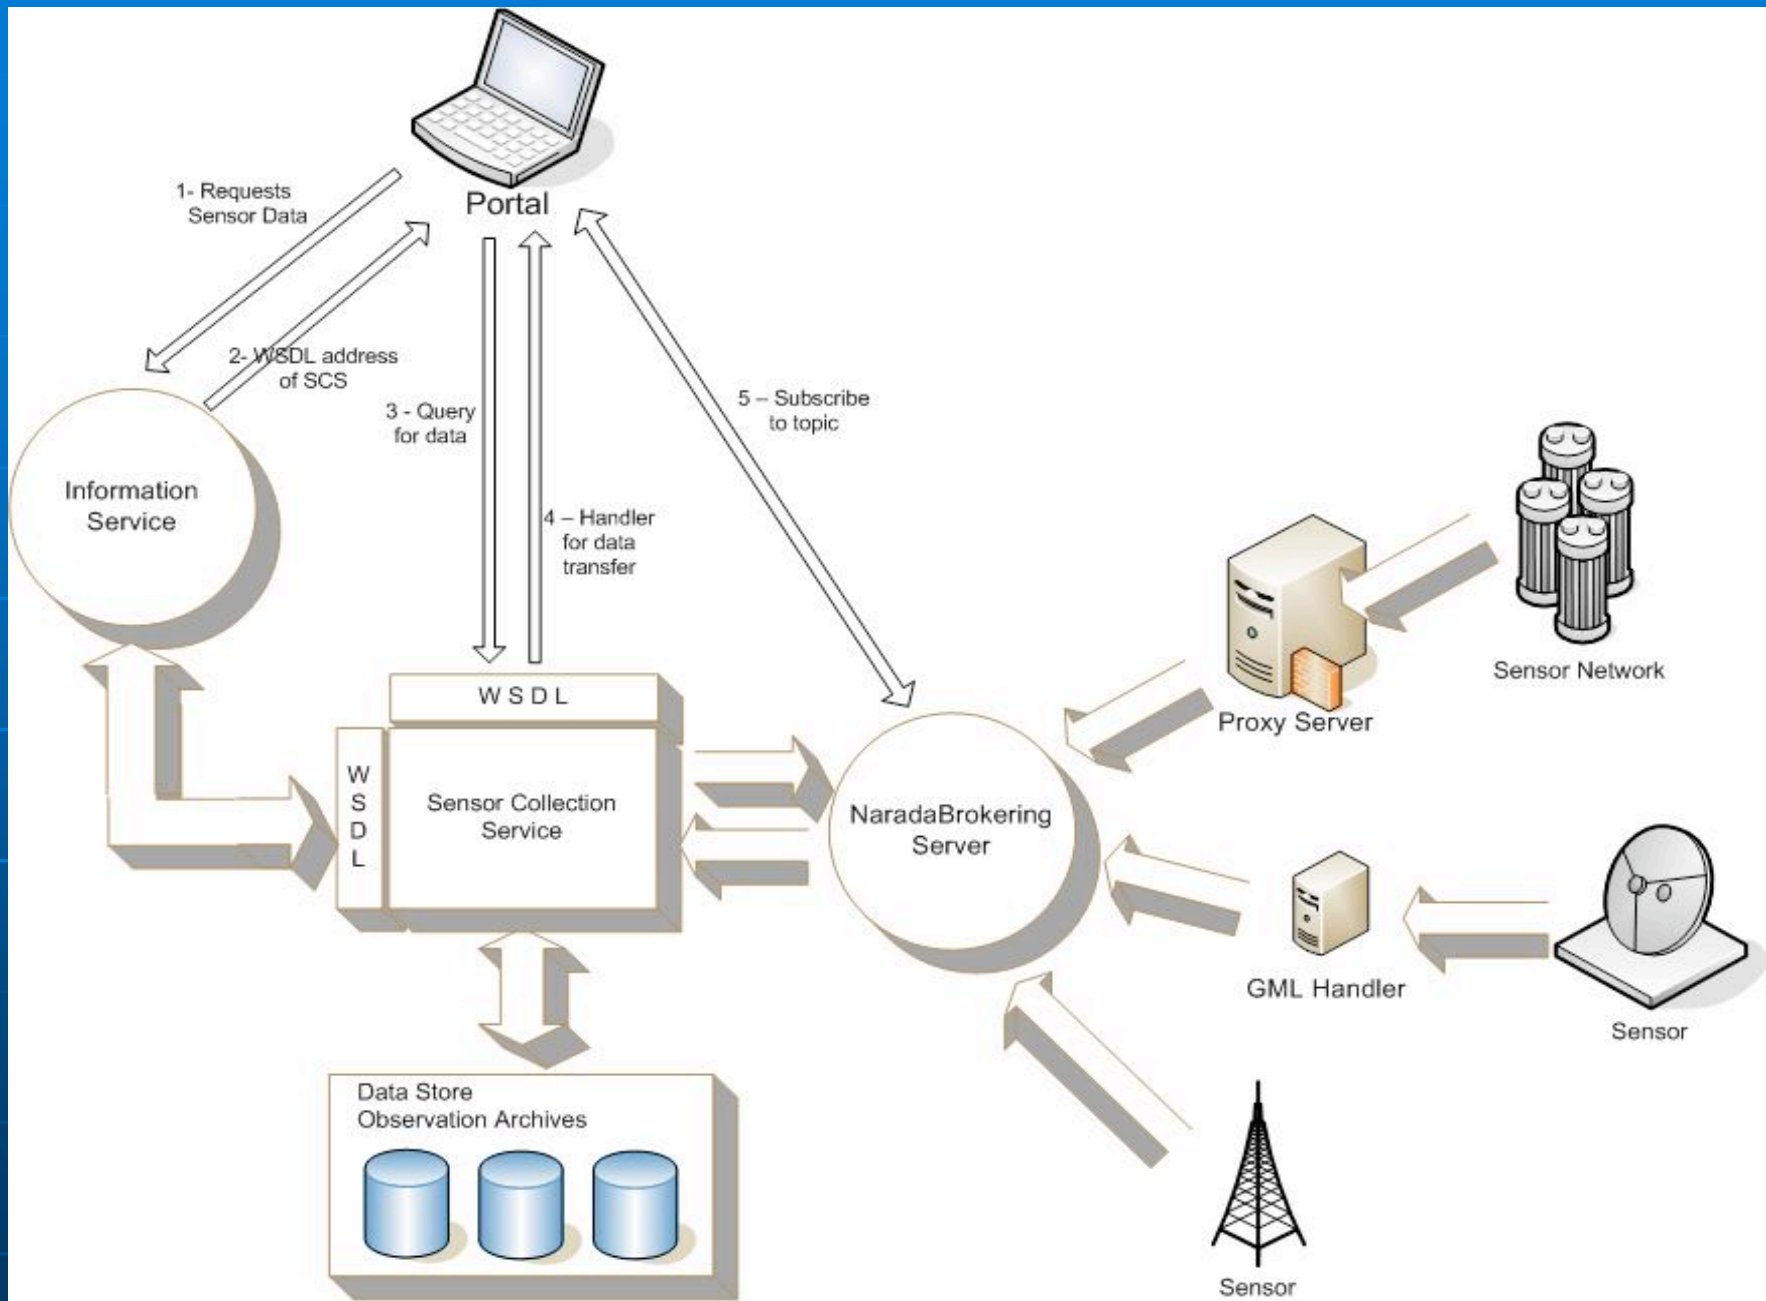 Portal
1- Requests
Sensor Data
2- WSDL address
of SCS
3 - Query
for data
4 – Handler
for data
transfer
5 – Subscribe
to topic
Information
Service
W S D L
W
S
D
L
Sensor Collection
Service
NaradaBrokering
Server
Proxy Server
Sensor Network
GML Handler
Sensor
Data Store
Observation Archives
Sensor